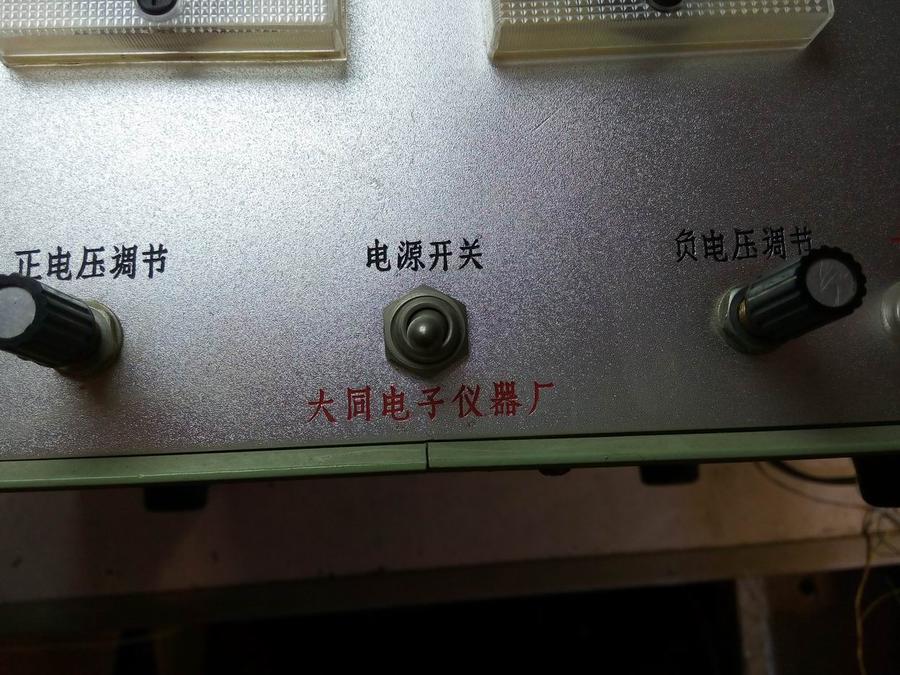 正电压调节
电源开关
负电压调节
大同电子仪器厂